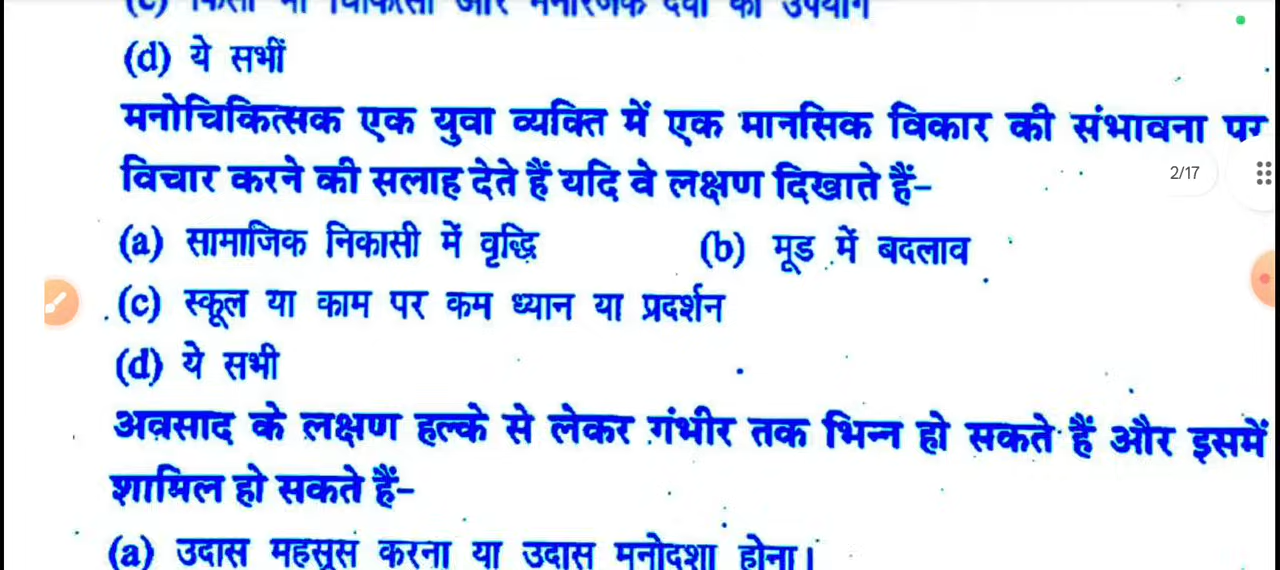 (d) ये सभीं
मनोचिकित्सक एक युवा व्यक्ति में एक मानसिक विकार की संभावना पर
विचार करने की सलाह देते हैं यदि वे लक्षण दिखाते हैं–
2/17
(a) सामाजिक निकासी में वृद्धि (b) मूड में बदलाव
(c) स्कूल या काम पर कम ध्यान या प्रदर्शन
(d) ये सभी
अवसाद के लक्षण हल्के से लेकर गंभीर तक भिन्न हो सकते हैं और इसमें
शामिल हो सकते हैं–
(a) उदास महसूस करना या उदास मनोदशा होना।